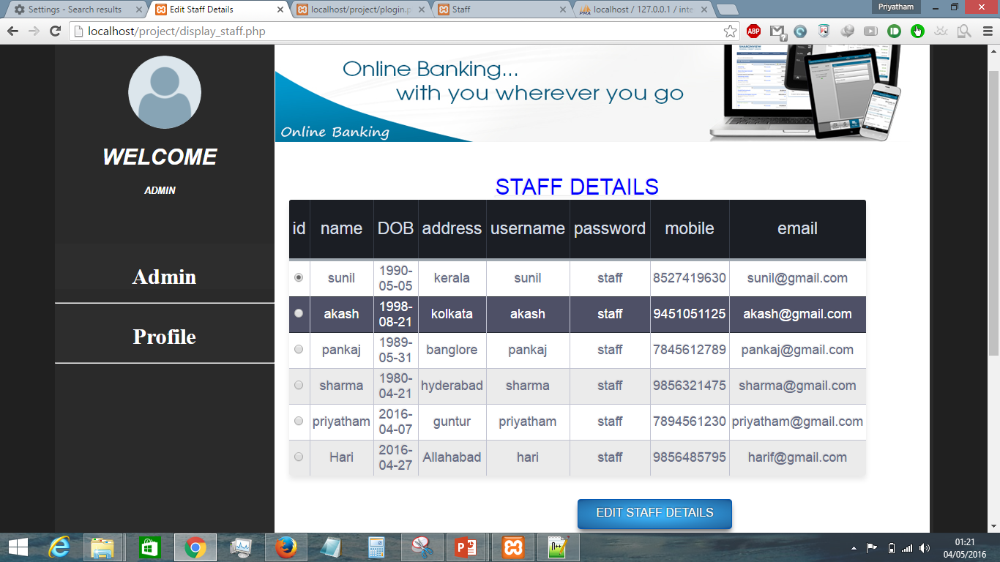 Settings - Search results
Edit Staff Details
localhost/project/plogin.p
Staff
localhost / 127.0.0.1 / inte
Priyatham
localhost/project/display_staff.php
ABP
Online Banking...
with you wherever you go
Online Banking
WELCOME
ADMIN
Admin
Profile
STAFF DETAILS
id name DOB address username password mobile email
sunil 1990-05-05 kerala sunil staff 8527419630 sunil@gmail.com
akash 1998-08-21 kolkata akash staff 9451051125 akash@gmail.com
pankaj 1989-05-31 banglore pankaj staff 7845612789 pankaj@gmail.com
sharma 1980-04-21 hyderabad sharma staff 9856321475 sharma@gmail.com
priyatham 2016-04-07 guntur priyatham staff 7894561230 priyatham@gmail.com
Hari 2016-04-27 Allahabad hari staff 9856485795 harif@gmail.com
EDIT STAFF DETAILS
01:21
04/05/2016